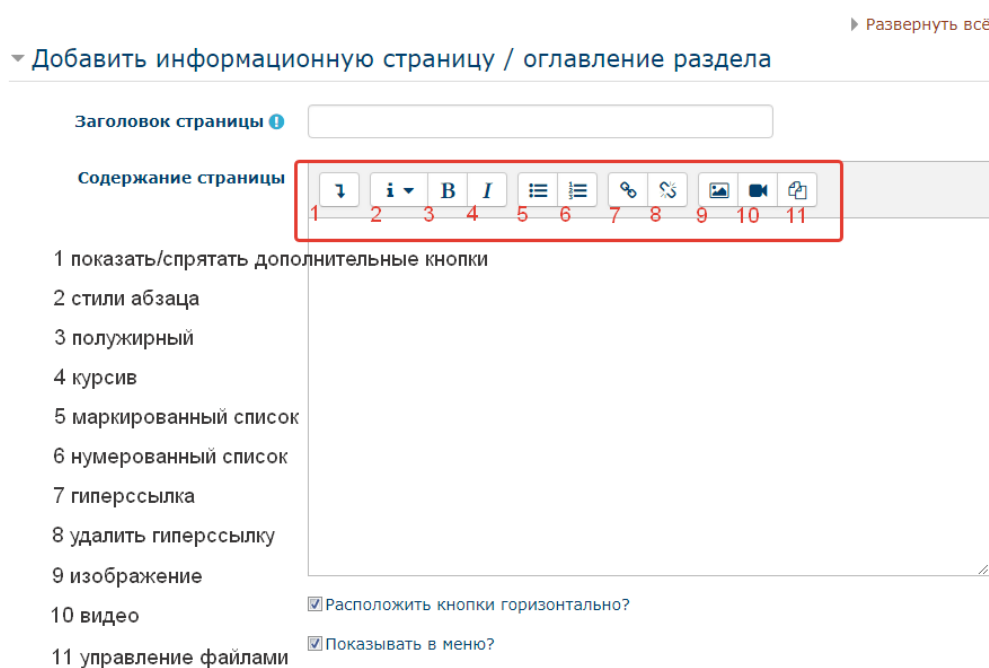 Развернуть всё
Добавить информационную страницу / оглавление раздела
Заголовок страницы
Содержание страницы
i B I
1 2 3 4 5 6 7 8 9 10 11
1 показать/спрятать дополнительные кнопки
2 стили абзаца
3 полужирный
4 курсив
5 маркированный список
6 нумерованный список
7 гиперссылка
8 удалить гиперссылку
9 изображение
Расположить кнопки горизонтально?
10 видео
Показывать в меню?
11 управление файлами